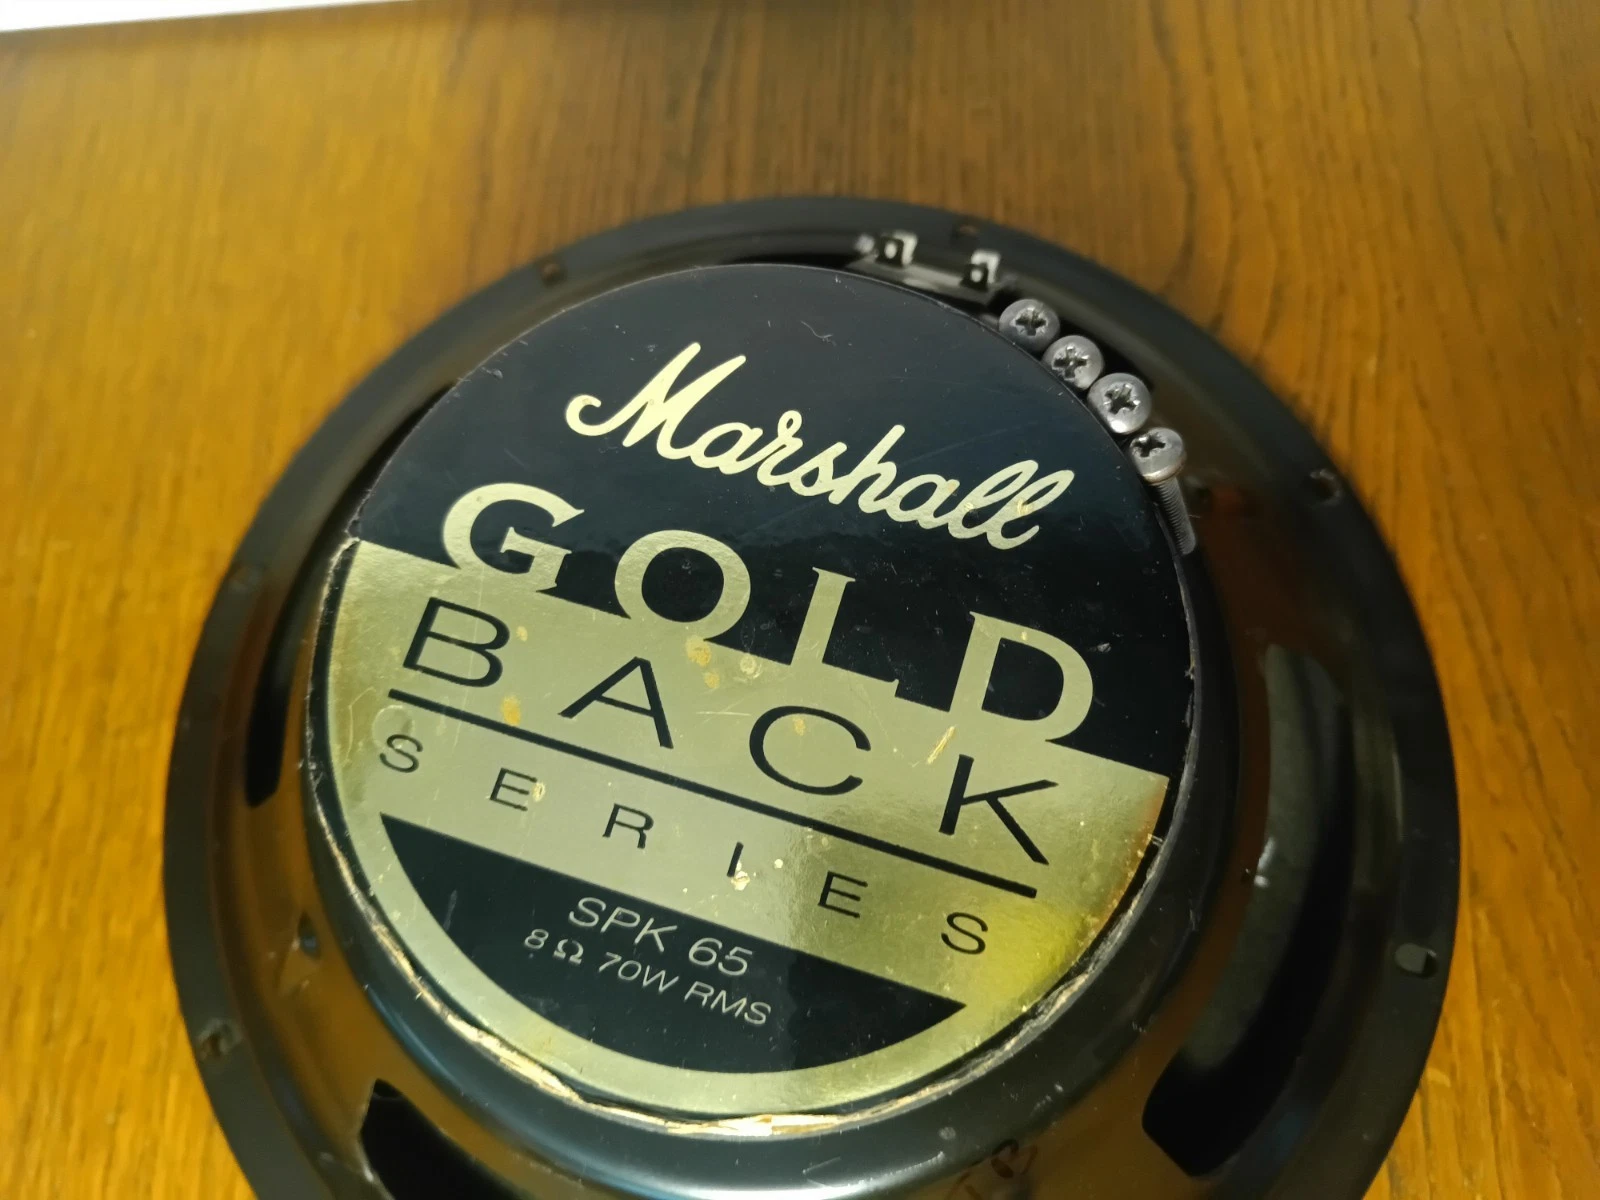 Marshall
GOLD
BACK
SERIES
SPK 65
8 Ω 70W RMS